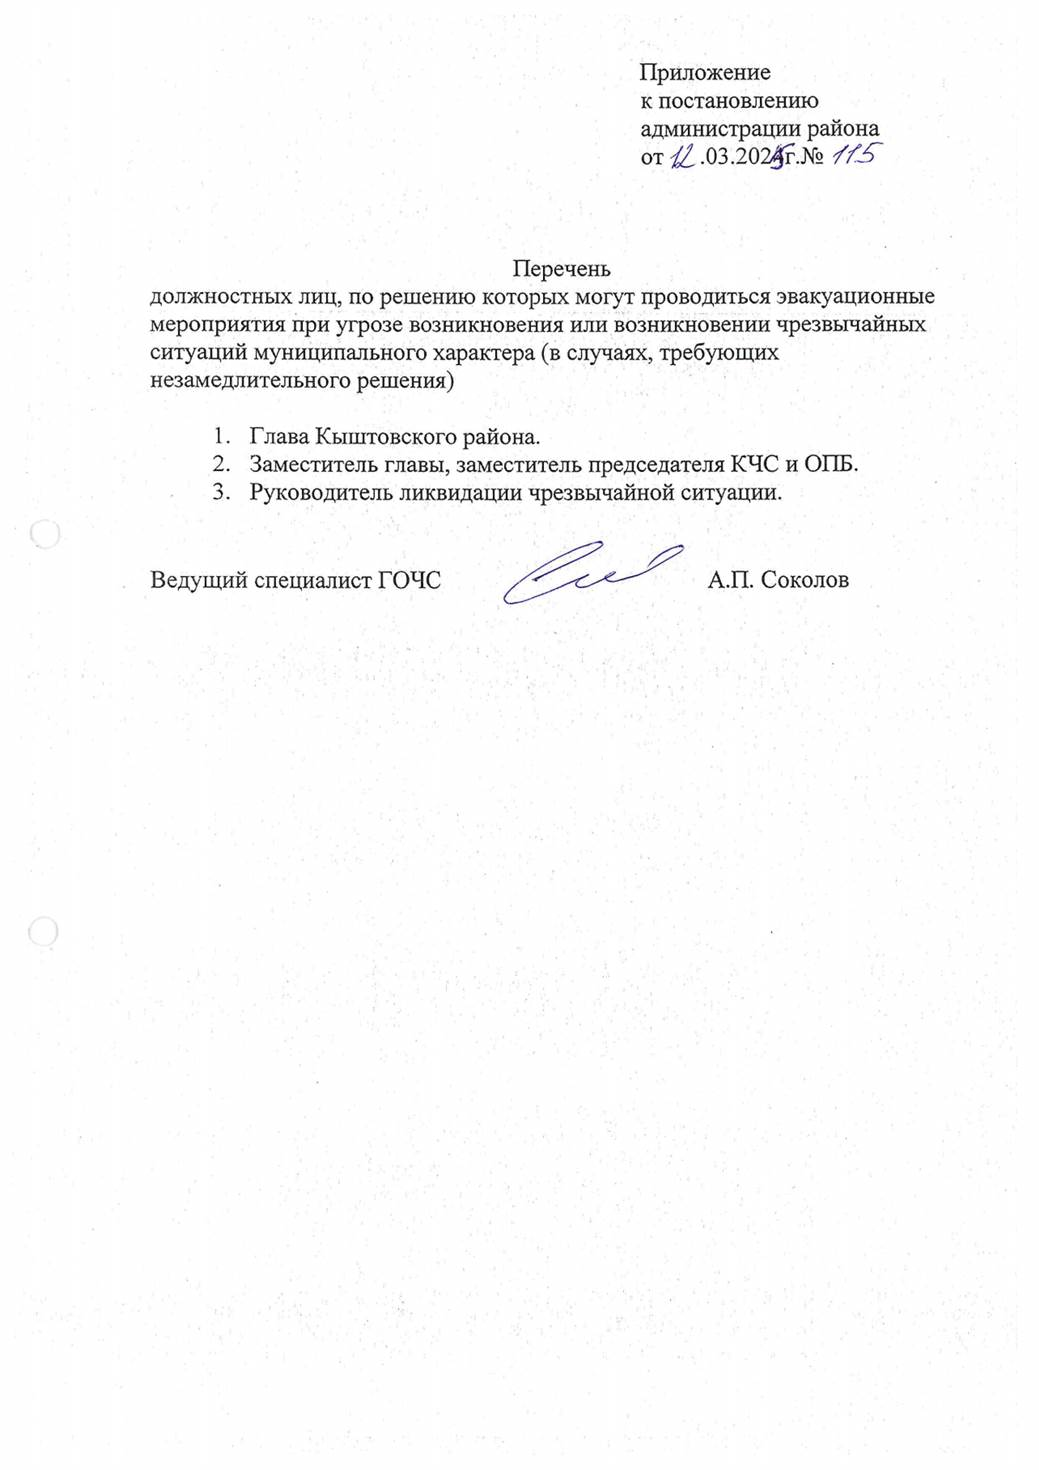 Приложение
к постановлению
администрации района
от 12.03.2025г.№ 115
Перечень
должностных лиц, по решению которых могут проводиться эвакуационные
мероприятия при угрозе возникновения или возникновении чрезвычайных
ситуаций муниципального характера (в случаях, требующих
незамедлительного решения)
1. Глава Кыштовского района.
2. Заместитель главы, заместитель председателя КЧС и ОПБ.
3. Руководитель ликвидации чрезвычайной ситуации.
Ведущий специалист ГОЧС А.П. Соколов